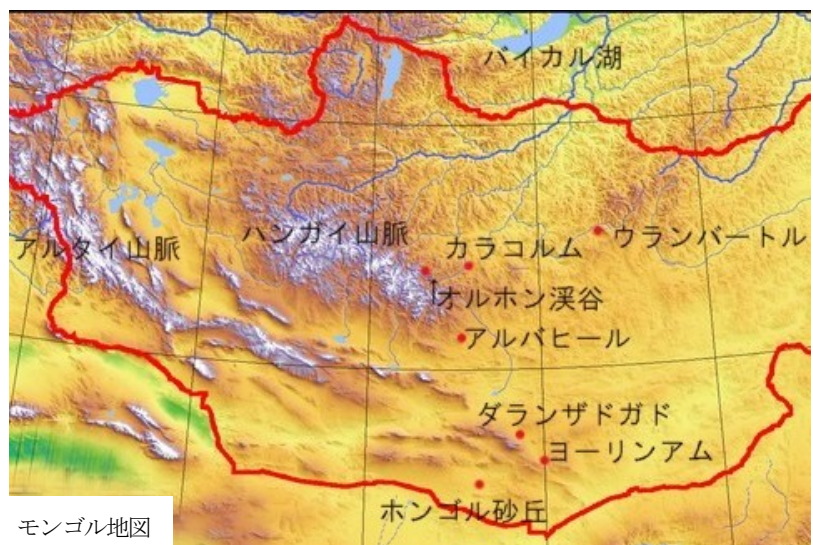 バイカル湖
ウランバートル
ハンガイ山脈
カラコルム
アルタイ山脈
オルホン渓谷
アルバヒール
ダランザドガド
ヨーリンアム
ホンゴル砂丘
モンゴル地図